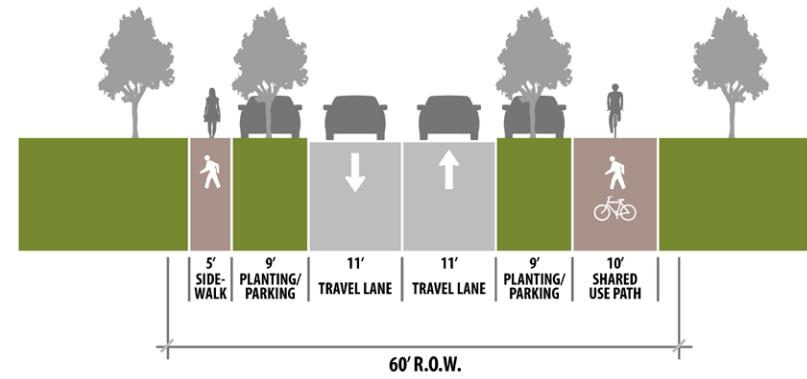 5′
SIDE-
WALK
9′
PLANTING/
PARKING
11′
TRAVEL LANE
11′
TRAVEL LANE
9′
PLANTING/
PARKING
10′
SHARED
USE PATH
60′ R.O.W.